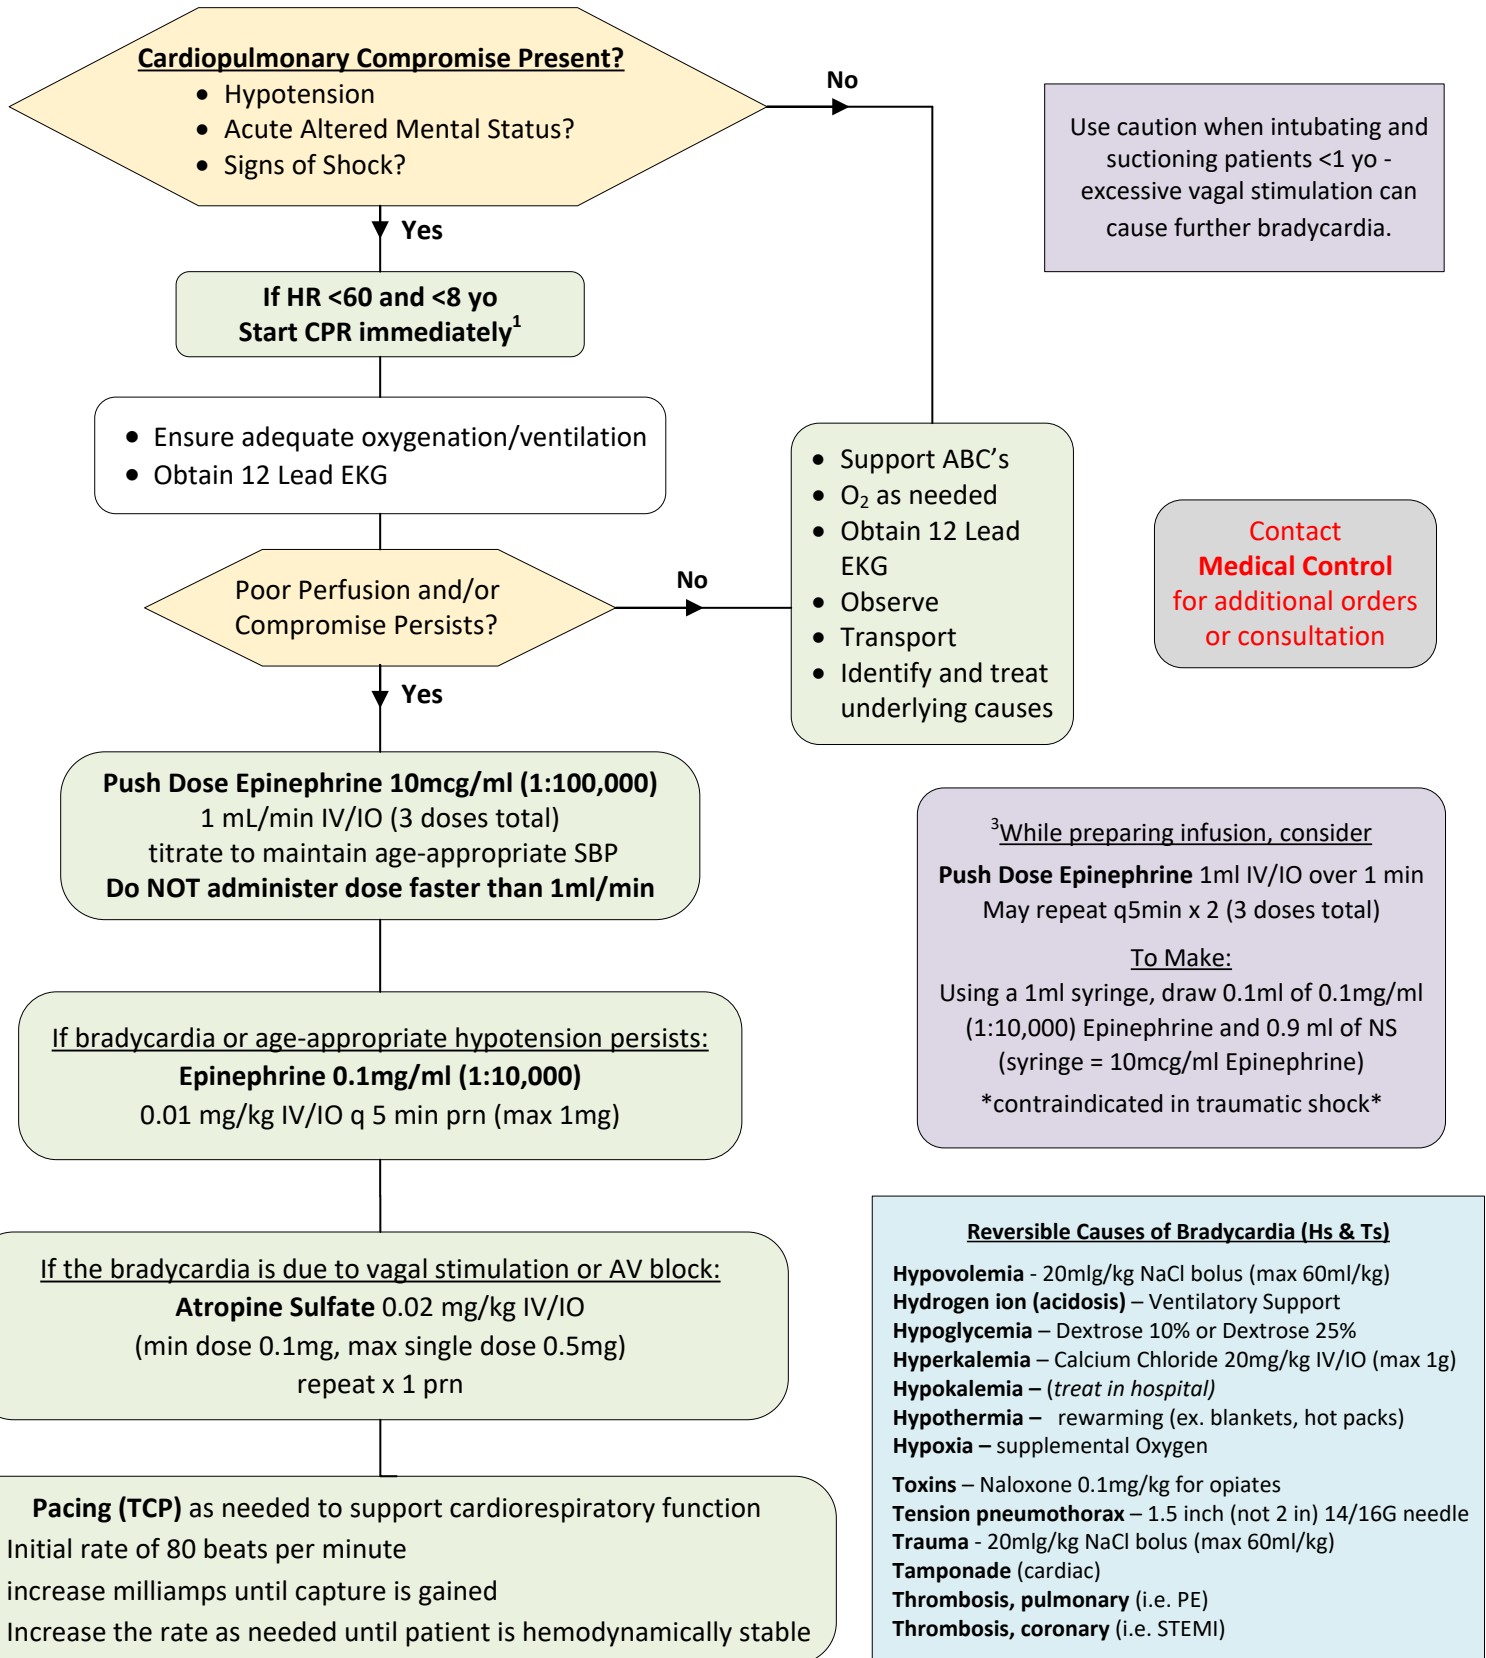 Cardiopulmonary Compromise Present?
• Hypotension
• Acute Altered Mental Status?
• Signs of Shock?
No
Use caution when intubating and
suctioning patients <1 yo -
excessive vagal stimulation can
cause further bradycardia.
Yes
If HR <60 and <8 yo
Start CPR immediately¹
• Ensure adequate oxygenation/ventilation
• Obtain 12 Lead EKG
• Support ABC’s
• O₂ as needed
• Obtain 12 Lead
EKG
• Observe
• Transport
• Identify and treat
underlying causes
Contact
Medical Control
for additional orders
or consultation
Poor Perfusion and/or
Compromise Persists?
No
Yes
Push Dose Epinephrine 10mcg/ml (1:100,000)
1 mL/min IV/IO (3 doses total)
titrate to maintain age-appropriate SBP
Do NOT administer dose faster than 1ml/min
³While preparing infusion, consider
Push Dose Epinephrine 1ml IV/IO over 1 min
May repeat q5min x 2 (3 doses total)
To Make:
Using a 1ml syringe, draw 0.1ml of 0.1mg/ml
(1:10,000) Epinephrine and 0.9 ml of NS
(syringe = 10mcg/ml Epinephrine)
*contraindicated in traumatic shock*
If bradycardia or age-appropriate hypotension persists:
Epinephrine 0.1mg/ml (1:10,000)
0.01 mg/kg IV/IO q 5 min prn (max 1mg)
If the bradycardia is due to vagal stimulation or AV block:
Atropine Sulfate 0.02 mg/kg IV/IO
(min dose 0.1mg, max single dose 0.5mg)
repeat x 1 prn
Pacing (TCP) as needed to support cardiorespiratory function
Initial rate of 80 beats per minute
increase milliamps until capture is gained
Increase the rate as needed until patient is hemodynamically stable
Reversible Causes of Bradycardia (Hs & Ts)
Hypovolemia - 20mlg/kg NaCl bolus (max 60ml/kg)
Hydrogen ion (acidosis) – Ventilatory Support
Hypoglycemia – Dextrose 10% or Dextrose 25%
Hyperkalemia – Calcium Chloride 20mg/kg IV/IO (max 1g)
Hypokalemia – (treat in hospital)
Hypothermia – rewarming (ex. blankets, hot packs)
Hypoxia – supplemental Oxygen
Toxins – Naloxone 0.1mg/kg for opiates
Tension pneumothorax – 1.5 inch (not 2 in) 14/16G needle
Trauma - 20mlg/kg NaCl bolus (max 60ml/kg)
Tamponade (cardiac)
Thrombosis, pulmonary (i.e. PE)
Thrombosis, coronary (i.e. STEMI)